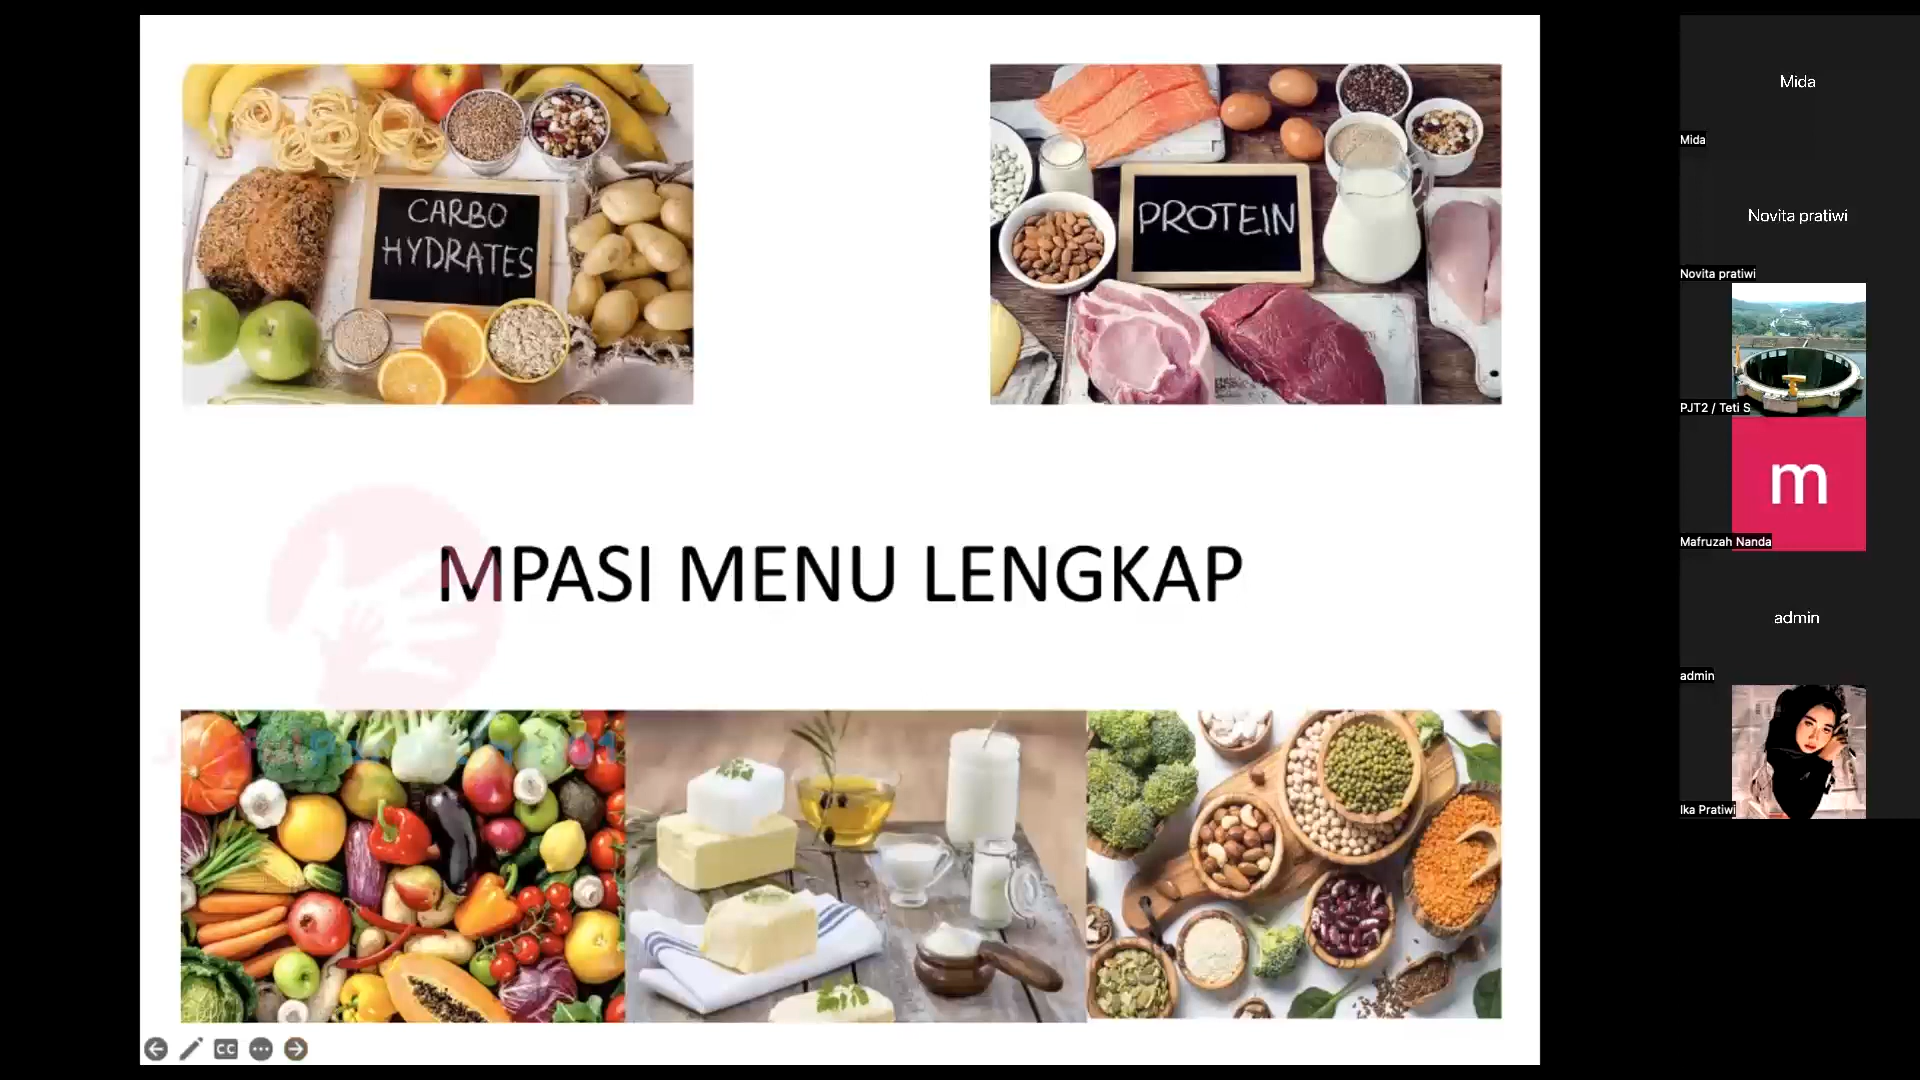 CARBO
HYDRATES
PROTEIN
MPASI MENU LENGKAP
CC
Mida
Mida
Novita pratiwi
Novita pratiwi
PJT2 / Teti S
m
Mafruzah Nanda
admin
admin
Ika Pratiwi